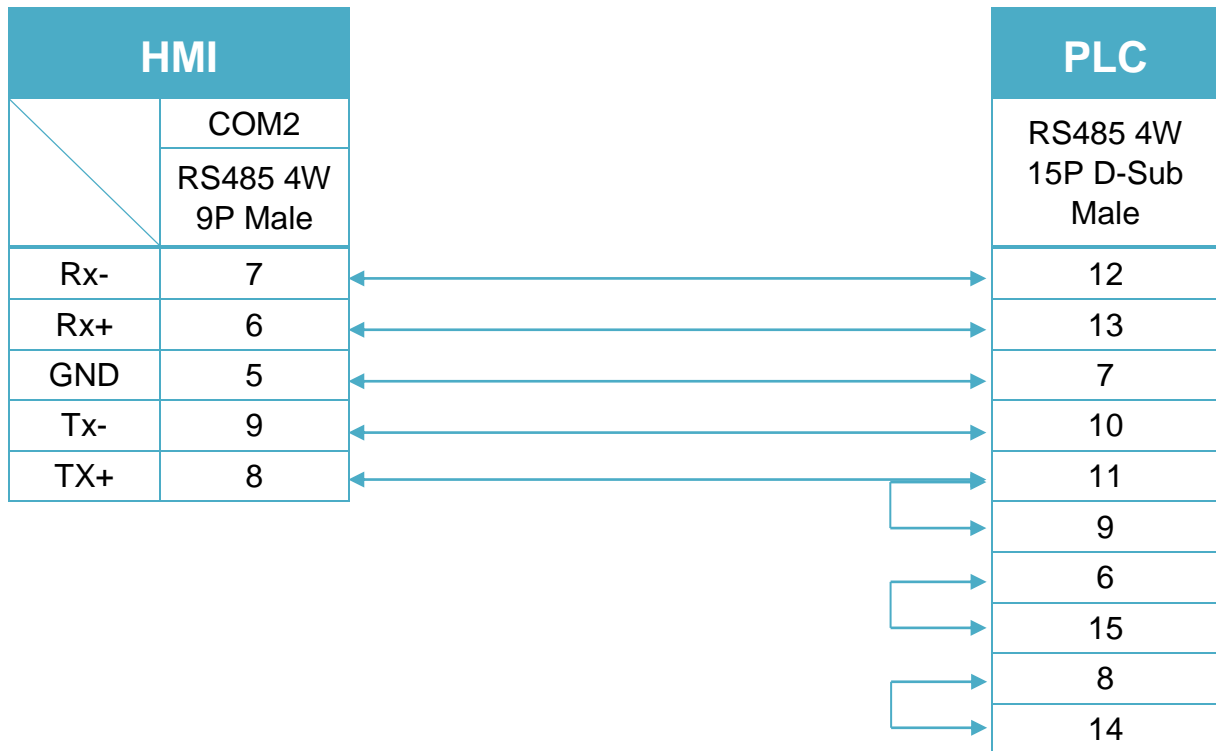 HMI
PLC
COM2
RS485 4W
9P Male
RS485 4W
15P D-Sub
Male
Rx- 7 12
Rx+ 6 13
GND 5 7
Tx- 9 10
TX+ 8 11
9
6
15
8
14